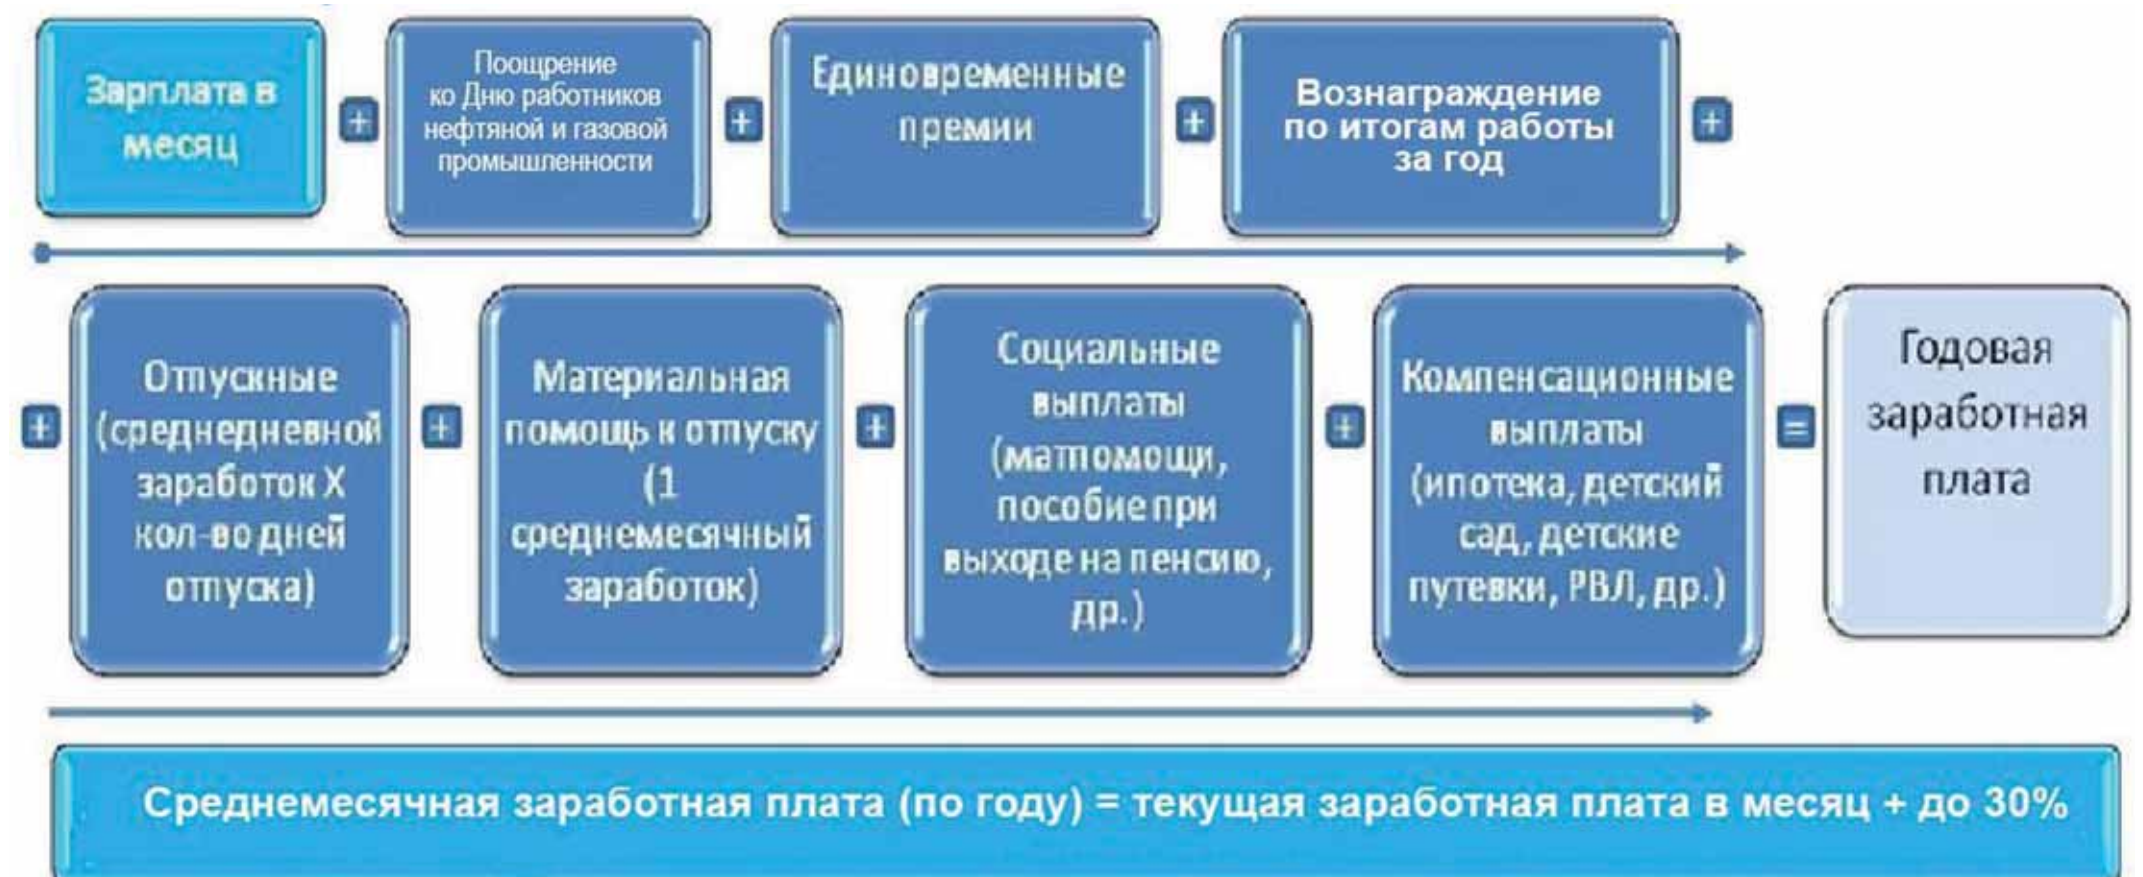 Зарплата в
месяц
+
Поощрение
ко Дню работников
нефтяной и газовой
промышленности
+
Единовременные
премии
+
Вознаграждение
по итогам работы
за год
+
+
Отпускные
(среднедневной
заработок X
кол-во дней
отпуска)
+
Материальная
помощь к отпуску
(1
среднемесячный
заработок)
+
Социальные
выплаты
(матпомощи,
пособие при
выходе на пенсию,
др.)
+
Компенсационные
выплаты
(ипотека, детский
сад, детские
путевки, РВЛ, др.)
=
Годовая
заработная
плата
Среднемесячная заработная плата (по году) = текущая заработная плата в месяц + до 30%